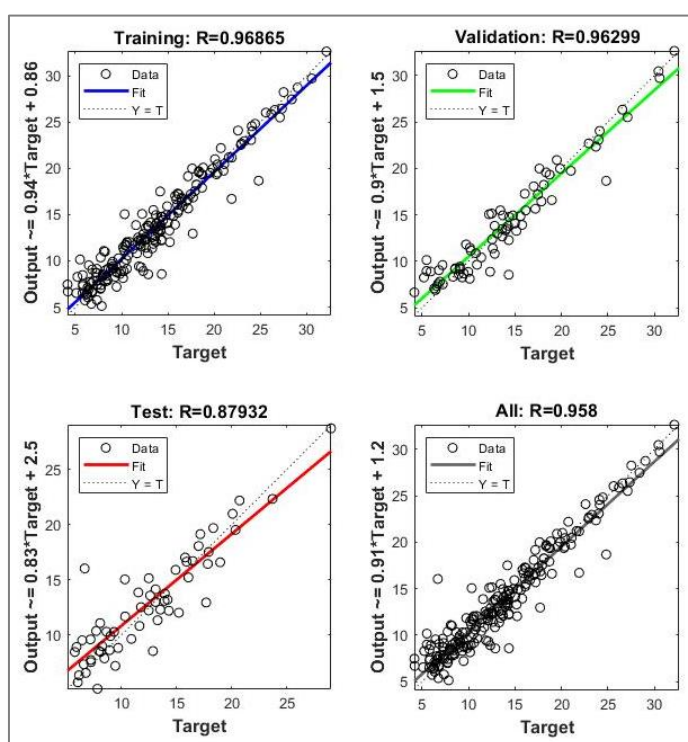 Training: R=0.96865
Output ~= 0.94*Target + 0.86
Data
Fit
Y = T
30
25
20
15
10
5
5 10 15 20 25 30
Target
Validation: R=0.96299
Output ~= 0.9*Target + 1.5
Data
Fit
Y = T
30
25
20
15
10
5
5 10 15 20 25 30
Target
Test: R=0.87932
Output ~= 0.83*Target + 2.5
Data
Fit
Y = T
25
20
15
10
5
10 15 20 25
Target
All: R=0.958
Output ~= 0.91*Target + 1.2
Data
Fit
Y = T
30
25
20
15
10
5
5 10 15 20 25 30
Target